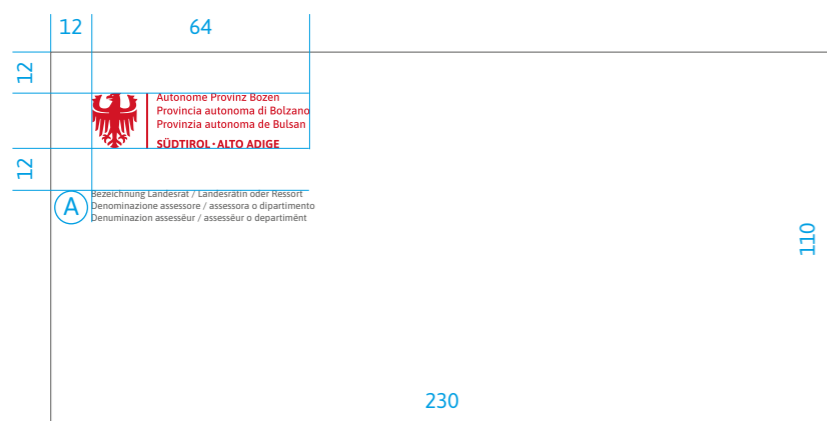 12
64
12
Autonome Provinz Bozen
Provincia autonoma di Bolzano
Provinzia autonoma de Bulsan
SÜDTIROL · ALTO ADIGE
12
A
Bezeichnung Landesrat / Landesrätin oder Ressort
Denominazione assessore / assessora o dipartimento
Denuminazion assessëur / assessëura o departimënt
110
230